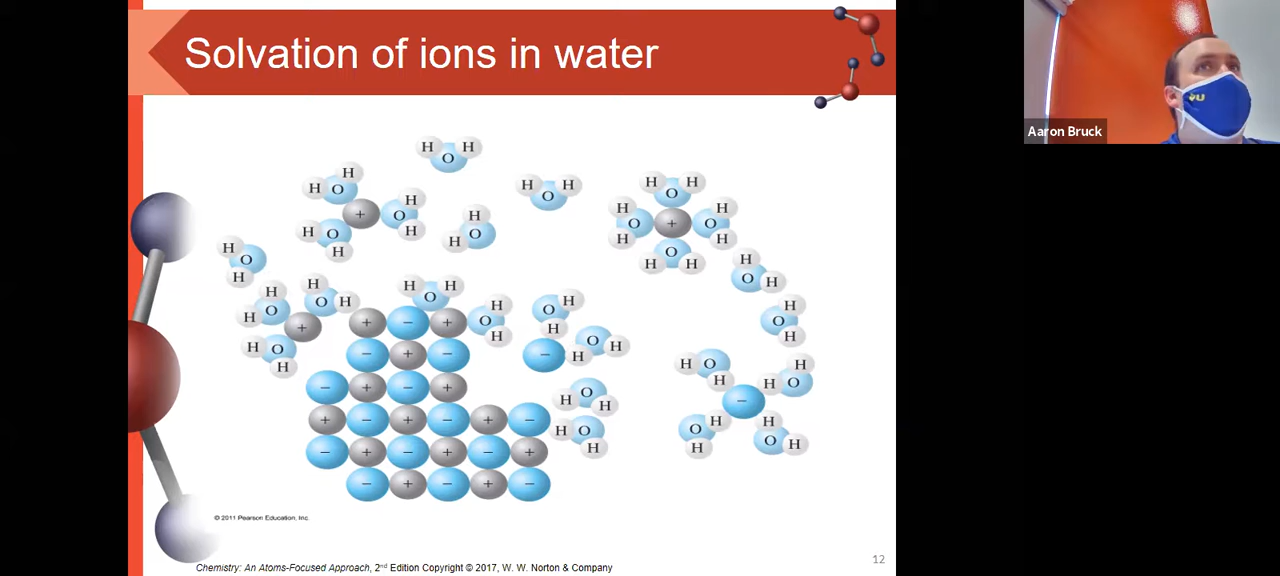 Solvation of ions in water
Aaron Bruck
VU
H H
O
H
H O
+
O H
H
H O
H
H H
O
H
H O
H H
O
H H
H O + O H
H H
O
H H
H
O H
H
O
H
H
O
H
H
H O
H
O H
+
H O
H
H H
O
H
O
H
O H
H
O H
− H
H O
H
H O
H
+ − +
− + −
− + − +
+ − + − + −
− + − + − +
− + − + −
H O
H
H
H O
−
H
O
H
H
O H
© 2011 Pearson Education, Inc.
12
Chemistry: An Atoms-Focused Approach, 2nd Edition Copyright © 2017, W. W. Norton & Company